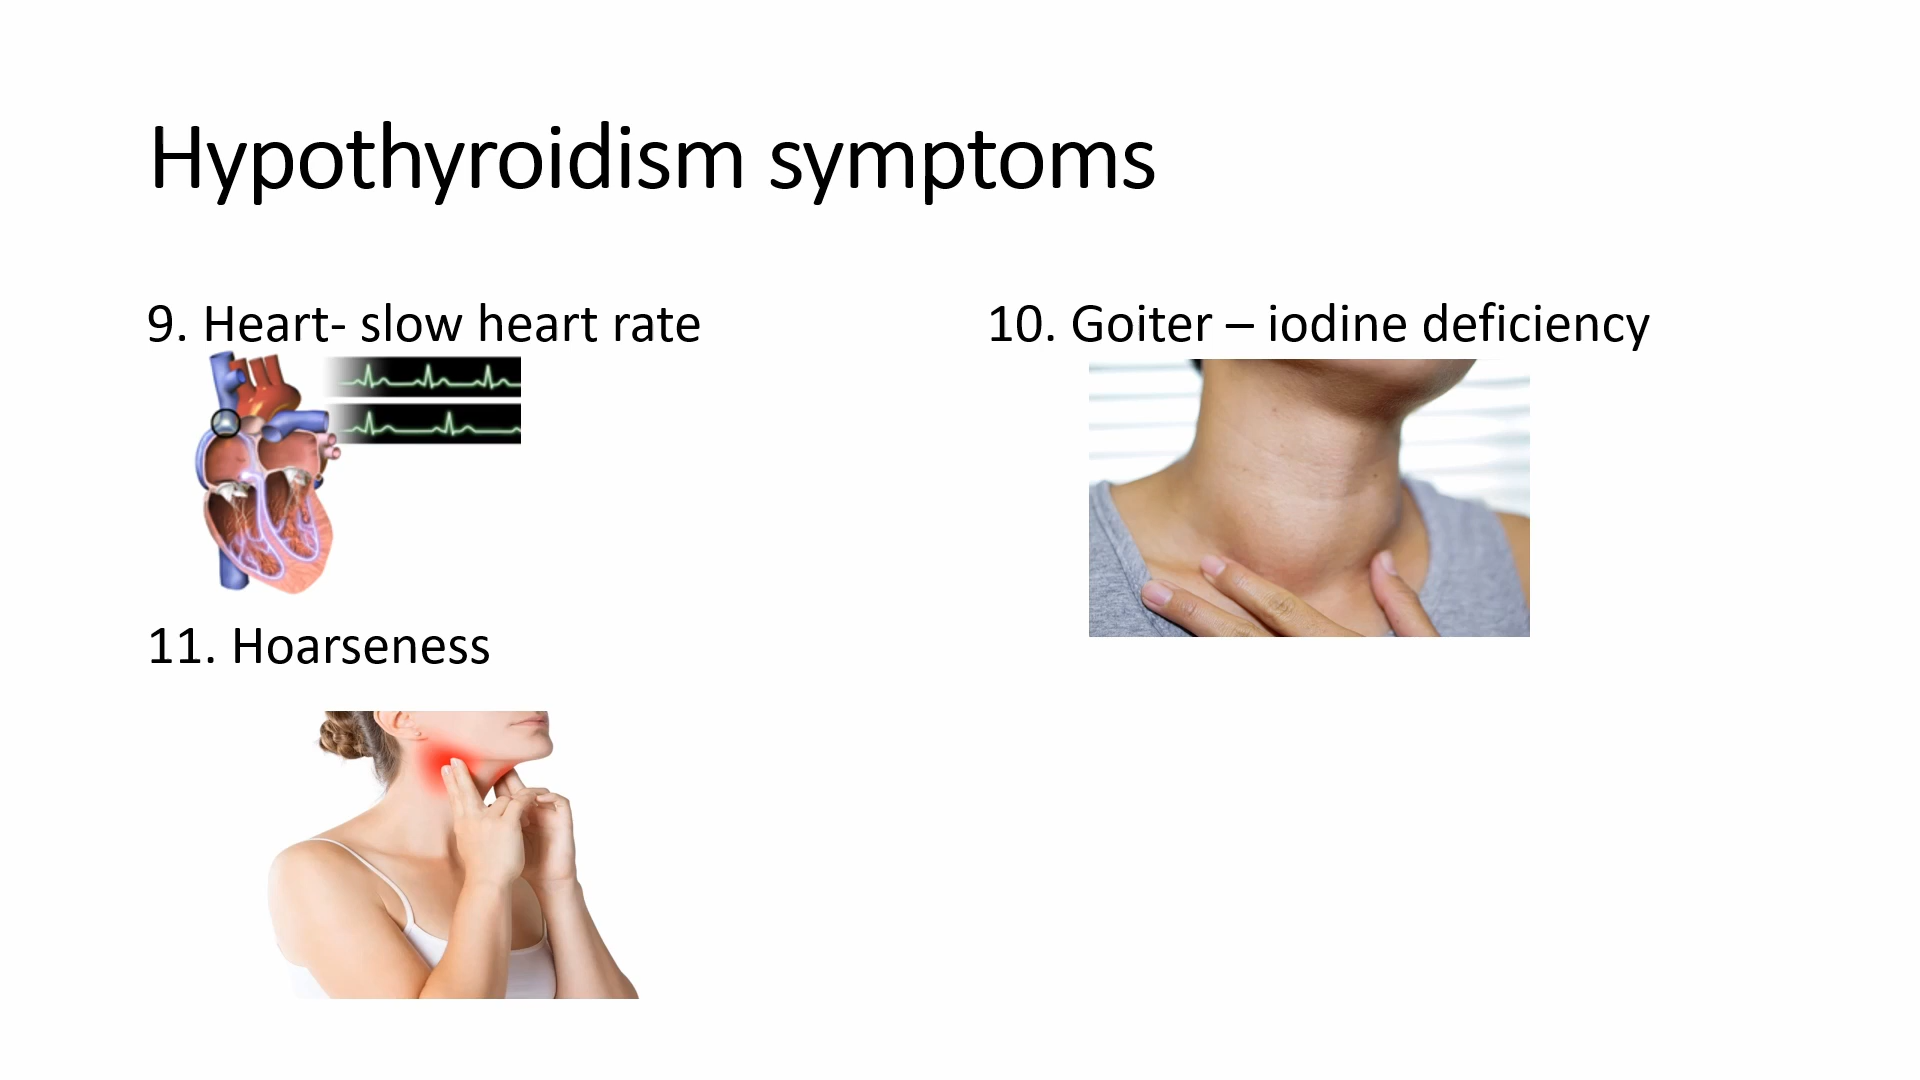 Hypothyroidism symptoms
9. Heart- slow heart rate
10. Goiter – iodine deficiency
11. Hoarseness